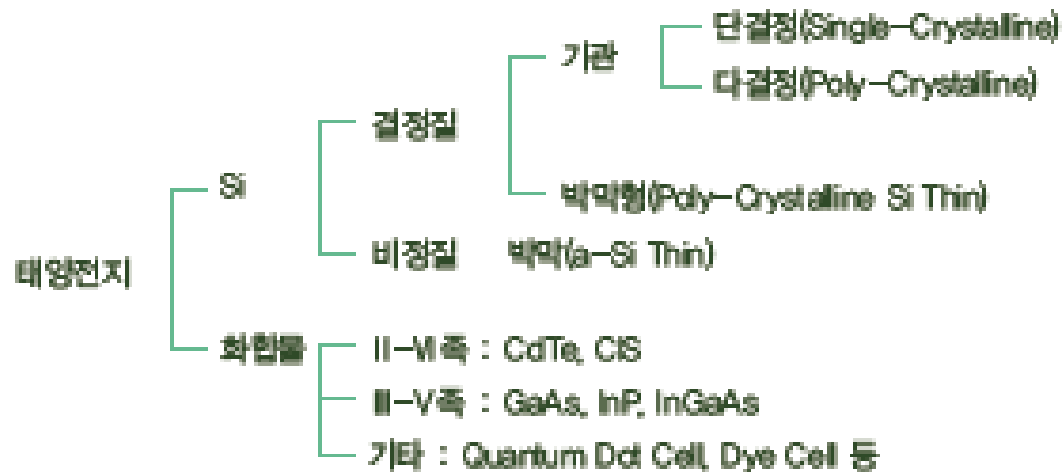 단결정(Single-Crystalline)
기관
다결정(Poly-Crystalline)
결정질
Si
박막형(Poly-Crystalline Si Thin)
비정질 박막(a-Si Thin)
태양전지
화합물 II-VI족 : CdTe, CIS
III-V족 : GaAs, InP, InGaAs
기타 : Quantum Dot Cell, Dye Cell 등